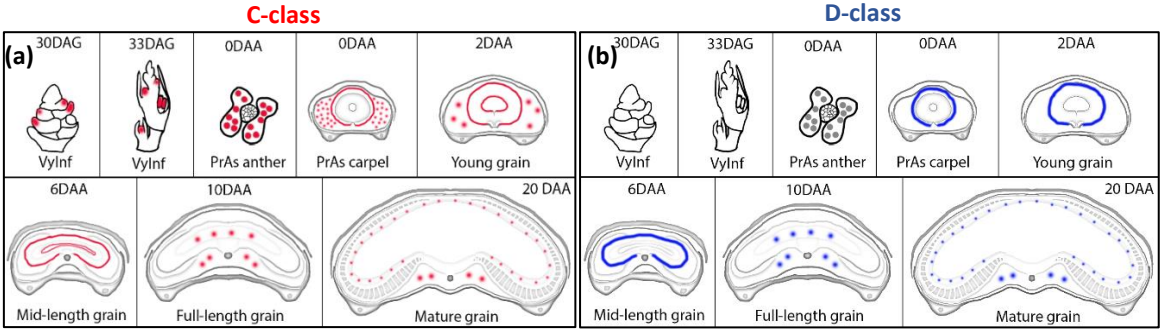 C-class
D-class
(a)
30DAG
33DAG
0DAA
0DAA
2DAA
VyInf
VyInf
PrAs anther
PrAs carpel
Young grain
6DAA
10DAA
20 DAA
Mid-length grain
Full-length grain
Mature grain
(b)
30DAG
33DAG
0DAA
0DAA
2DAA
VyInf
VyInf
PrAs anther
PrAs carpel
Young grain
6DAA
10DAA
20 DAA
Mid-length grain
Full-length grain
Mature grain